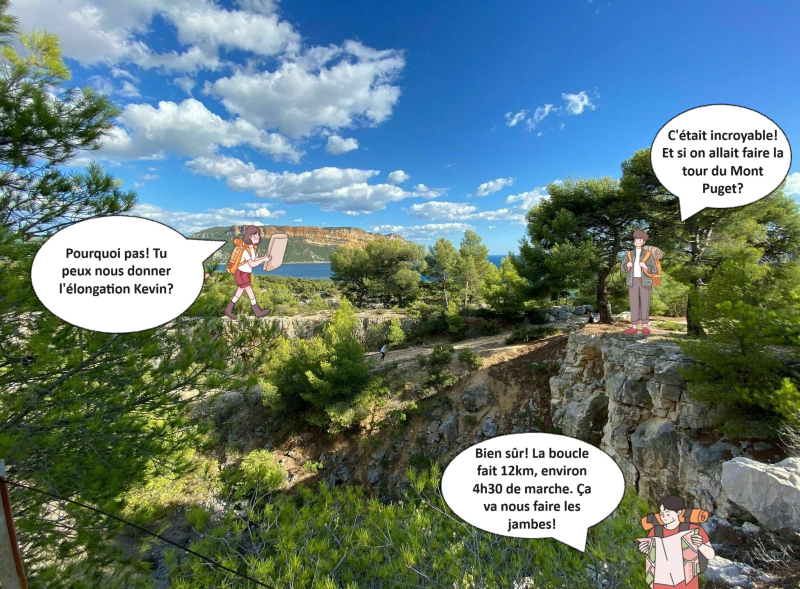 C'était incroyable!
Et si on allait faire la
tour du Mont
Puget?
Pourquoi pas! Tu
peux nous donner
l'élongation Kevin?
Bien sûr! La boucle
fait 12km, environ
4h30 de marche. Ça
va nous faire les
jambes!